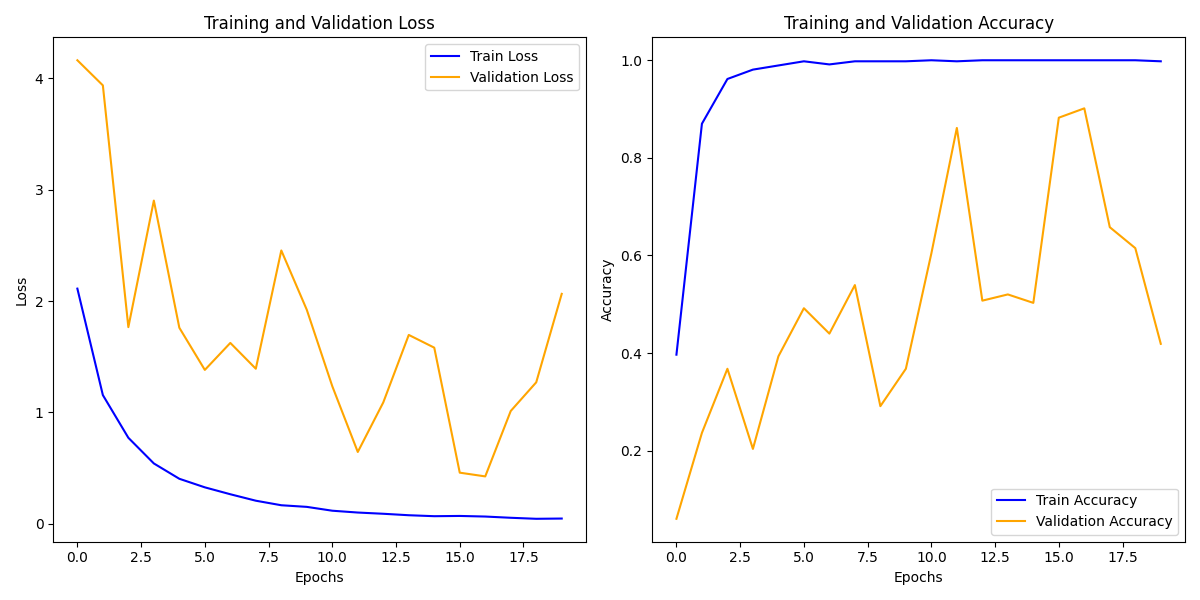 Training and Validation Loss
Train Loss
Validation Loss
4
3
2
1
0
Loss
0.0 2.5 5.0 7.5 10.0 12.5 15.0 17.5
Epochs
Training and Validation Accuracy
1.0
0.8
0.6
0.4
0.2
Accuracy
Train Accuracy
Validation Accuracy
0.0 2.5 5.0 7.5 10.0 12.5 15.0 17.5
Epochs